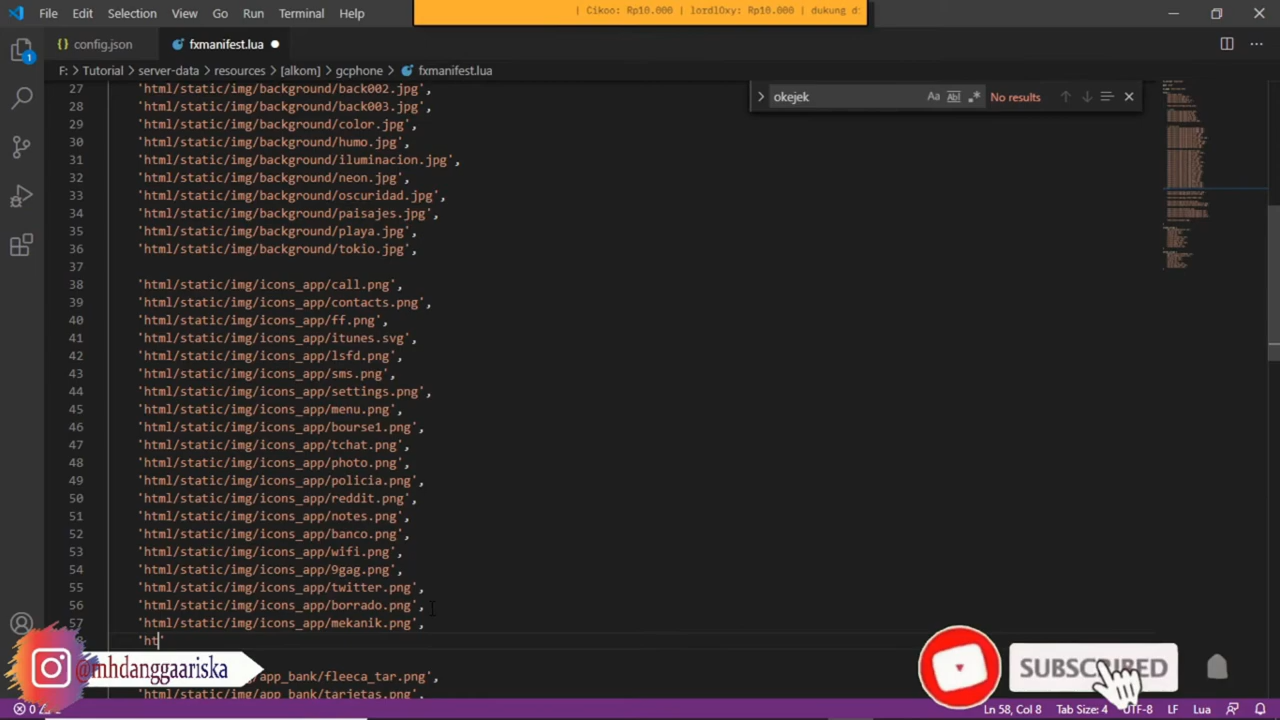 | Cikoo: Rp10.000 | lordlOxy: Rp10.000 | dukung d
File Edit Selection View Go Run Terminal Help
config.json
fxmanifest.lua
F: > Tutorial > server-data > resources > [alkom] > gcphone > fxmanifest.lua
okejek
No results
27 'html/static/img/background/back002.jpg',
28 'html/static/img/background/back003.jpg',
29 'html/static/img/background/color.jpg',
30 'html/static/img/background/humo.jpg',
31 'html/static/img/background/iluminacion.jpg',
32 'html/static/img/background/neon.jpg',
33 'html/static/img/background/oscuridad.jpg',
34 'html/static/img/background/paisajes.jpg',
35 'html/static/img/background/playa.jpg',
36 'html/static/img/background/tokio.jpg',
37
38 'html/static/img/icons_app/call.png',
39 'html/static/img/icons_app/contacts.png',
40 'html/static/img/icons_app/ff.png',
41 'html/static/img/icons_app/itunes.svg',
42 'html/static/img/icons_app/lsfd.png',
43 'html/static/img/icons_app/sms.png',
44 'html/static/img/icons_app/settings.png',
45 'html/static/img/icons_app/menu.png',
46 'html/static/img/icons_app/bourse1.png',
47 'html/static/img/icons_app/tchat.png',
48 'html/static/img/icons_app/photo.png',
49 'html/static/img/icons_app/policia.png',
50 'html/static/img/icons_app/reddit.png',
51 'html/static/img/icons_app/notes.png',
52 'html/static/img/icons_app/banco.png',
53 'html/static/img/icons_app/wifi.png',
54 'html/static/img/icons_app/9gag.png',
55 'html/static/img/icons_app/twitter.png',
56 'html/static/img/icons_app/borrado.png',
57 'html/static/img/icons_app/mekanik.png',
'ht'
@mhdanggaariska
SUBSCRIBED
g/app_bank/fleeca_tar.png',
'html/static/img/app_bank/tarjetas.png',
Ln 58, Col 8 Tab Size: 4 UTF-8 LF Lua